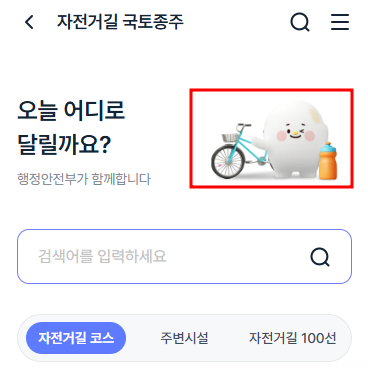 자전거길 국토종주
오늘 어디로
달릴까요?
행정안전부가 함께합니다
검색어를 입력하세요
자전거길 코스 주변시설 자전거길 100선